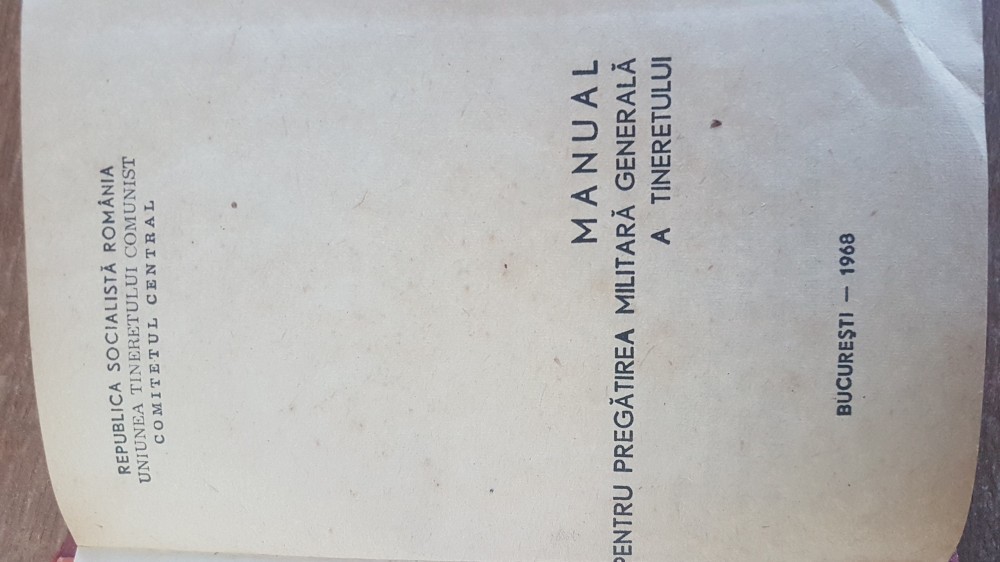 REPUBLICA SOCIALISTĂ ROMÂNIA
UNIUNEA TINERETULUI COMUNIST
COMITETUL CENTRAL
MANUAL
PENTRU PREGĂTIREA MILITARĂ GENERALĂ
A TINERETULUI
BUCUREŞTI — 1968